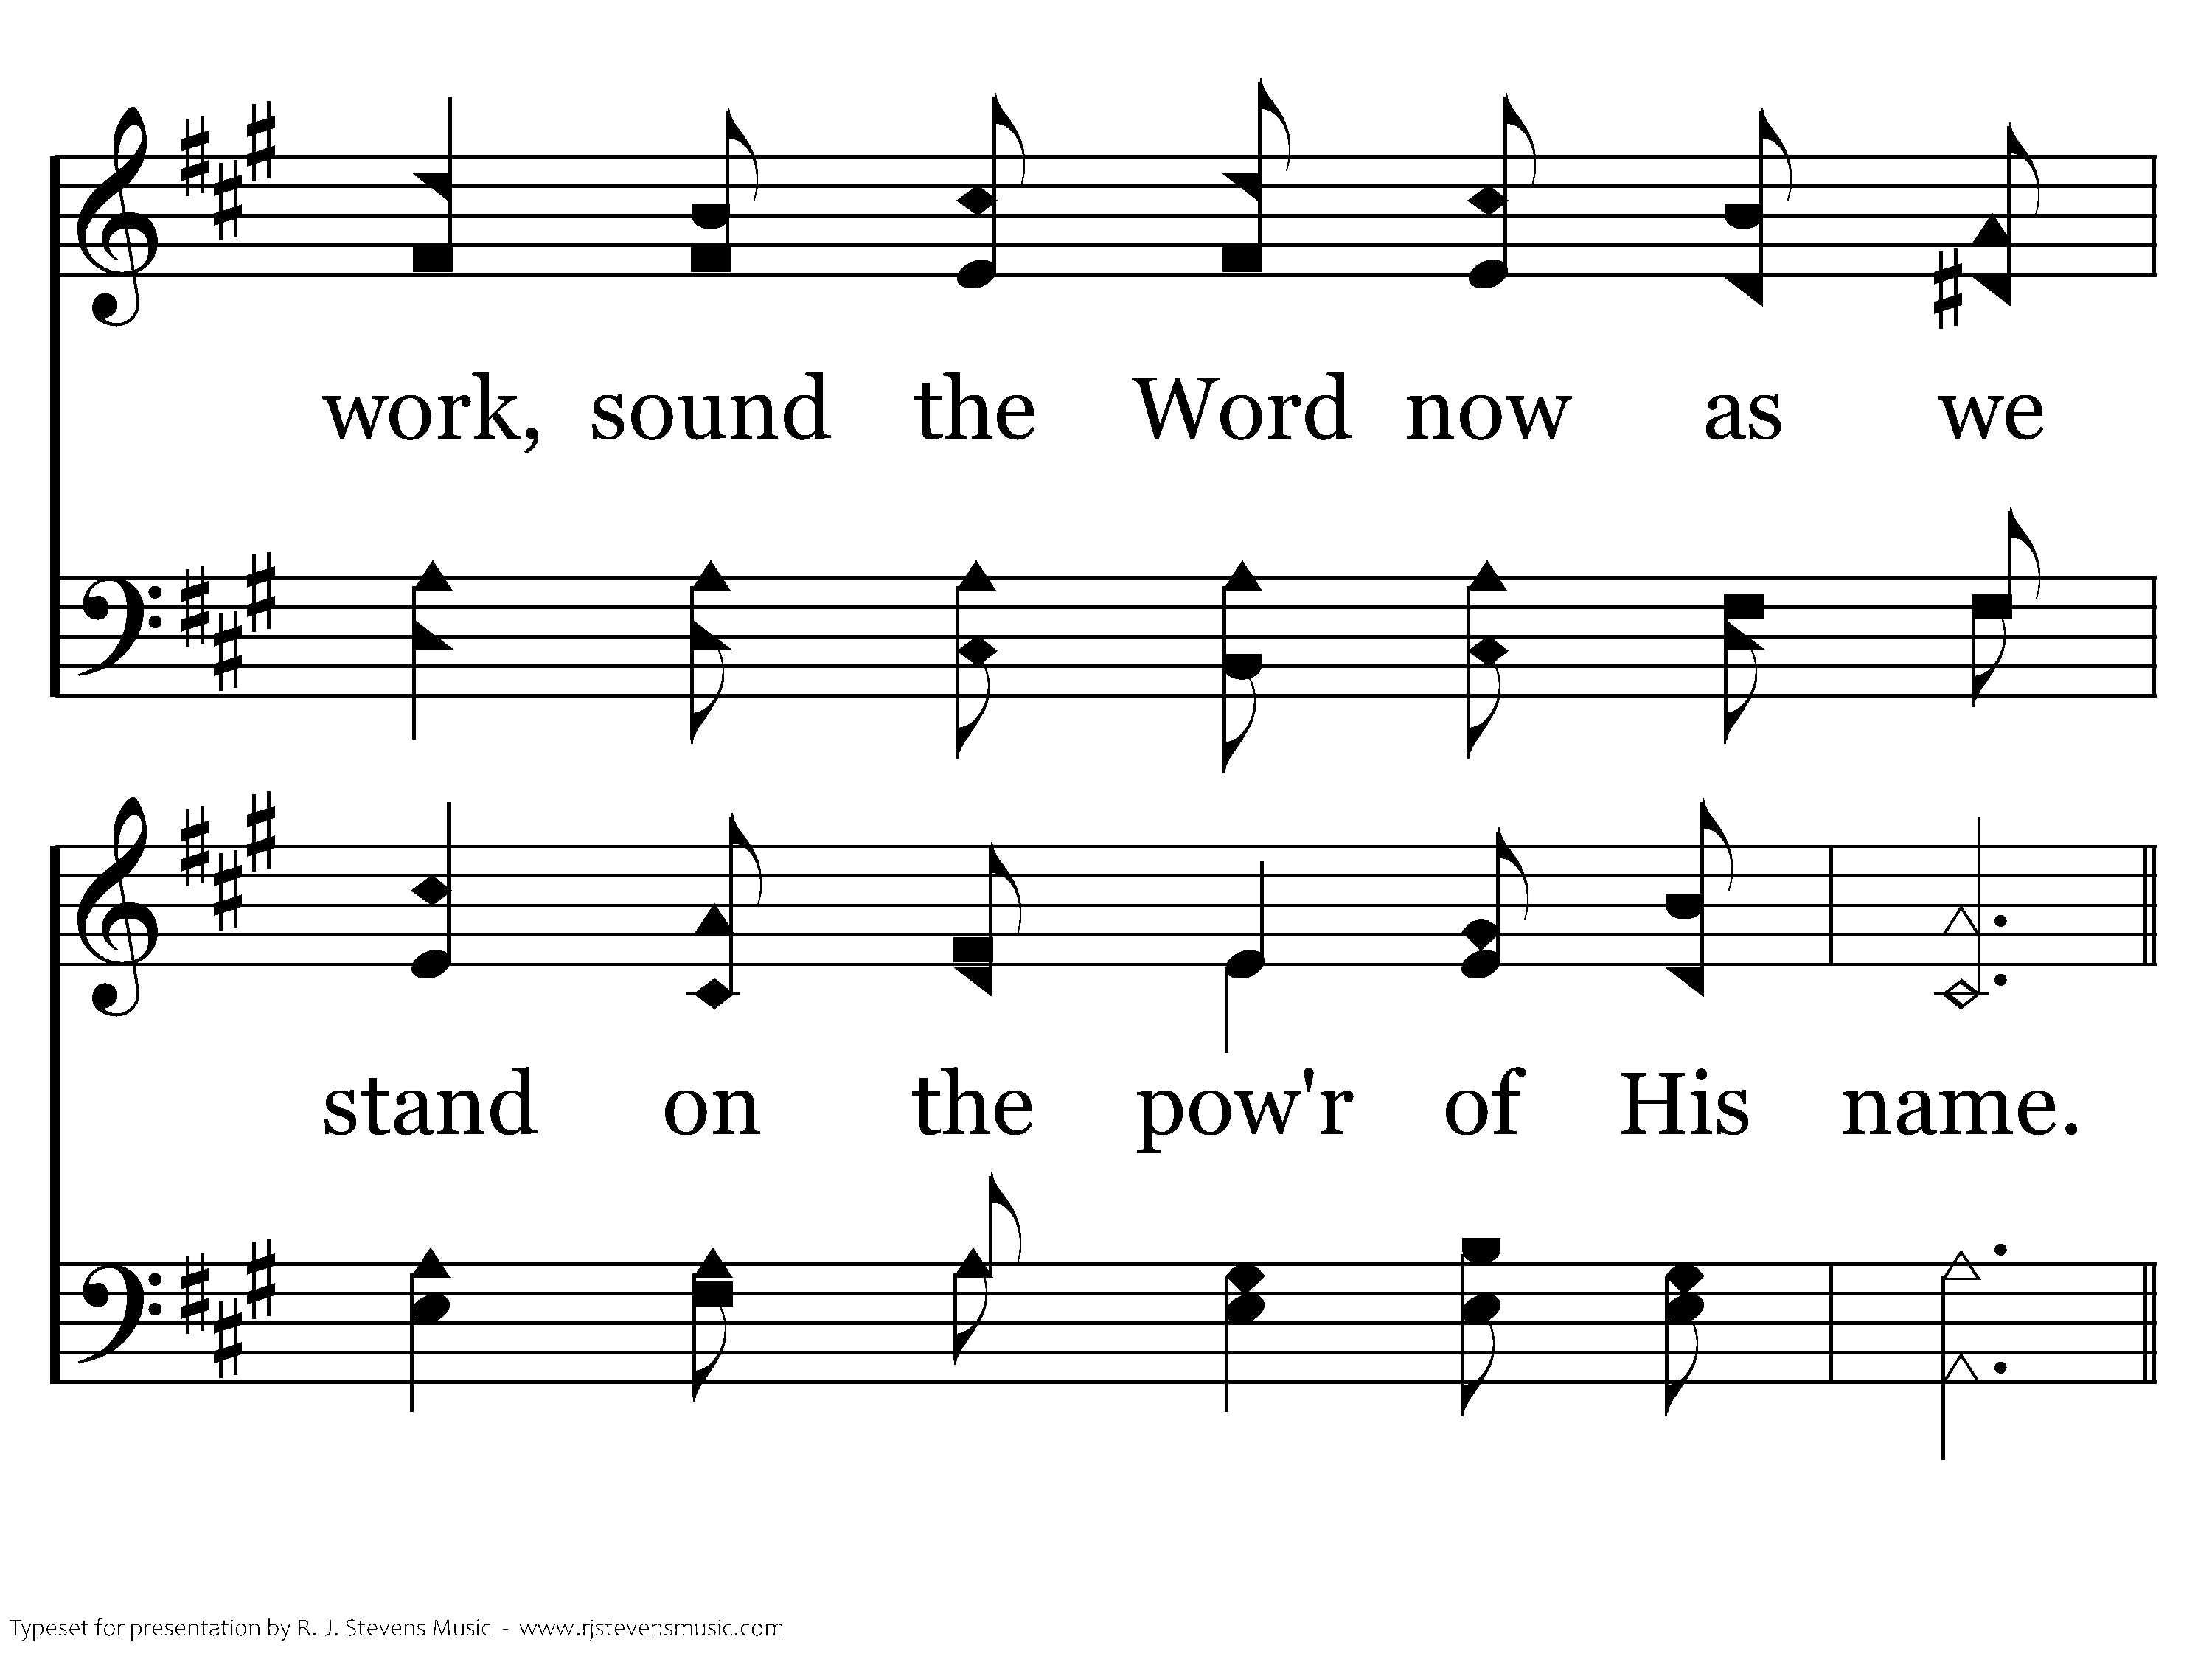 work, sound the Word now as we
stand on the pow'r of His name.
Typeset for presentation by R. J. Stevens Music - www.rjstevensmusic.com